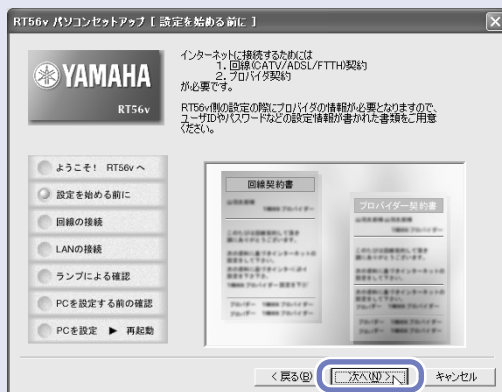 RT56v パソコンセットアップ [ 設定を始める前に ]
YAMAHA
RT56v
インターネットに接続するためには
1. 回線(CATV/ADSL/FTTH)契約
2. プロバイダ契約
が必要です。
RT56v側の設定の際にプロバイダの情報が必要となりますので、
ユーザIDやパスワードなどの設定情報が書かれた書類をご用意
ください。
ようこそ! RT56v へ
設定を始める前に
回線の接続
LANの接続
ランプによる確認
PCを設定する前の確認
PCを設定 ▶ 再起動
回線契約書
プロバイダー契約書
< 戻る(B)
次へ(N) >
キャンセル